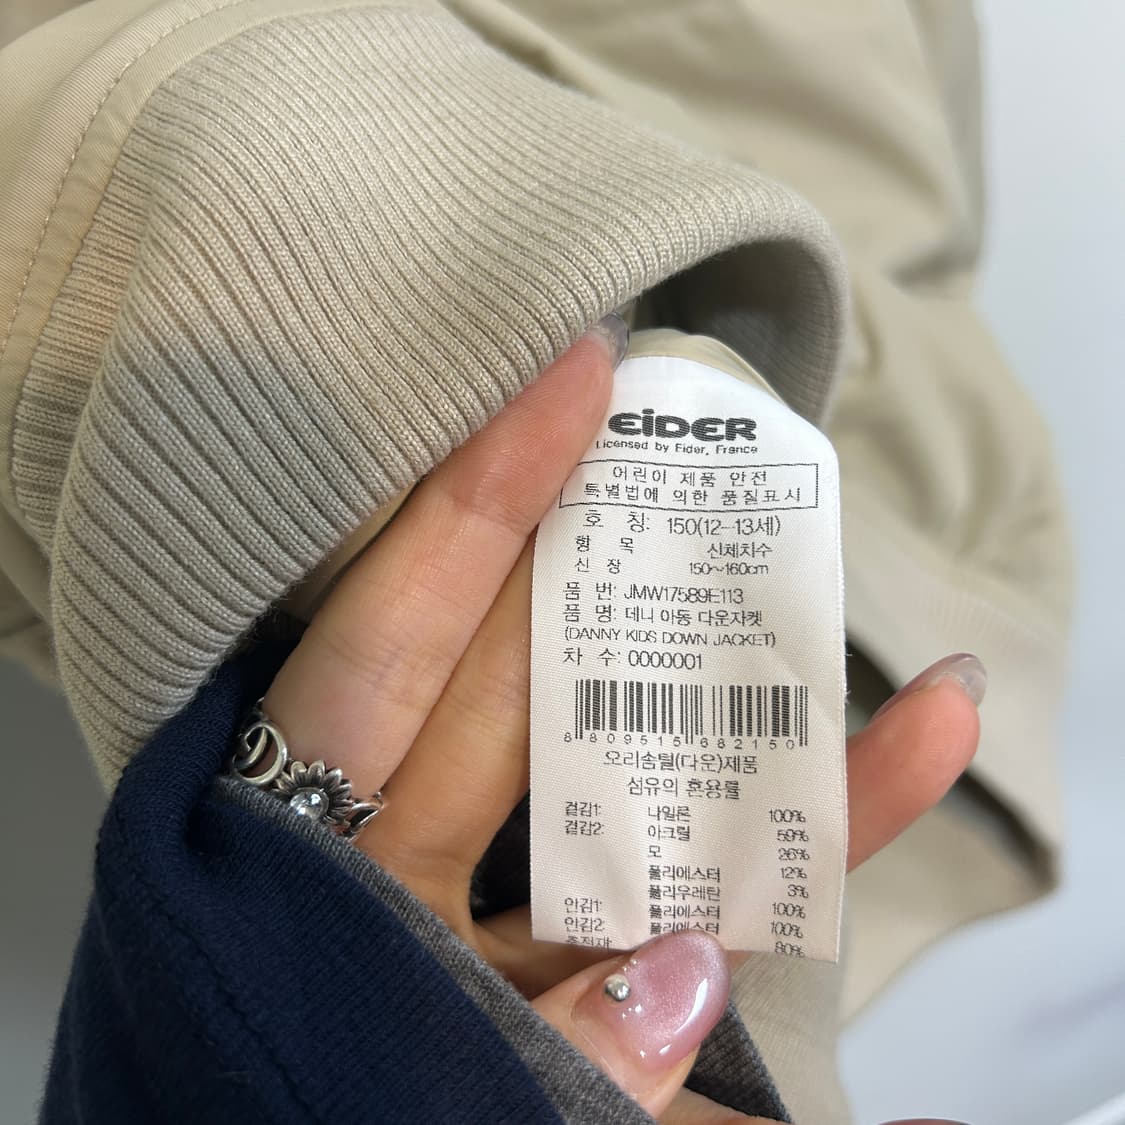 EiDER
Licensed by Eider, France
어린이 제품 안전
특별법에 의한 품질표시
호 칭: 150(12-13세)
항 목 신체치수
신 장 150~160cm
품 번: JMW17589E113
품 명: 데니 아동 다운자켓
(DANNY KIDS DOWN JACKET)
차 수: 0000001
8 809515 682150
오리솜털(다운)제품
섬유의 혼용률
겉감1: 나일론 100%
겉감2: 아크릴 59%
모 26%
폴리에스터 12%
폴리우레탄 3%
안감1: 폴리에스터 100%
안감2: 폴리에스터 100%
충전재: 80%